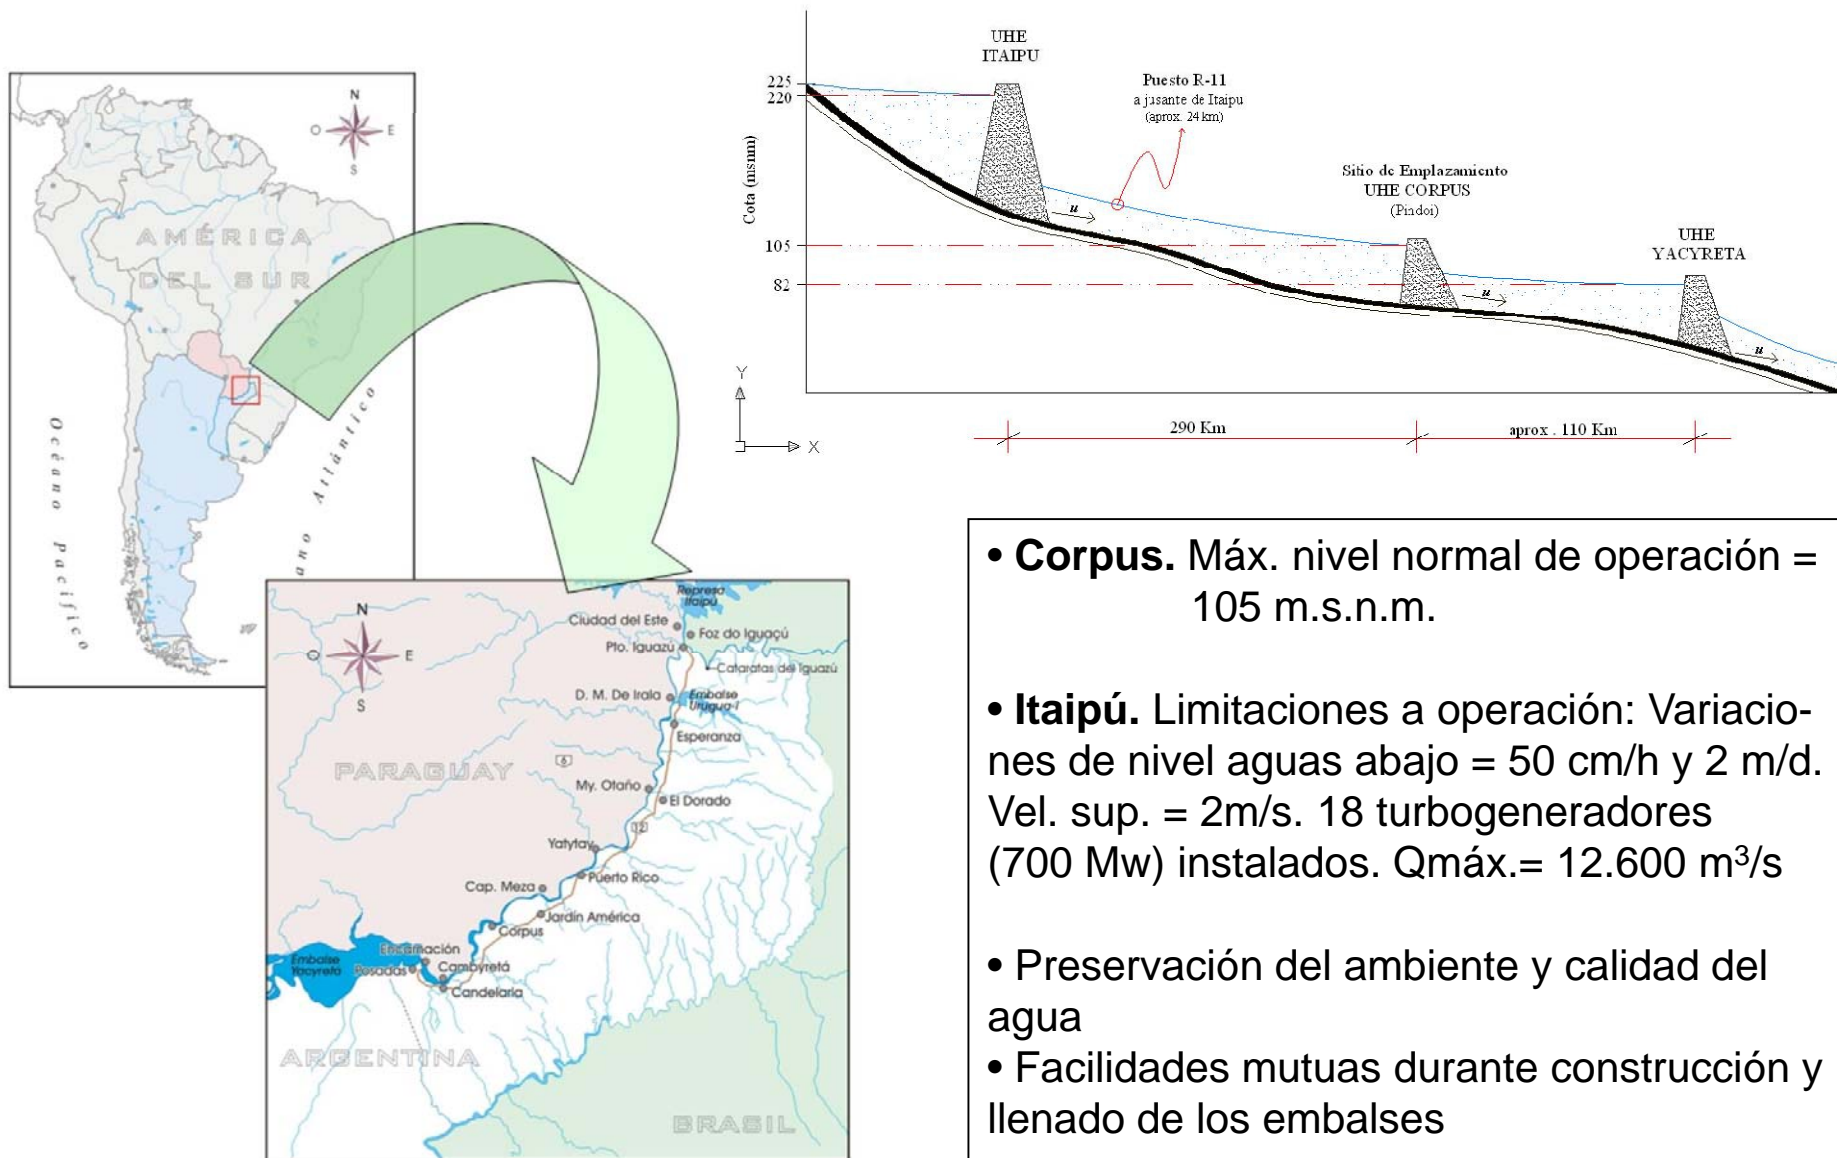 N
O
E
S
AMÉRICA
DEL SUR
Océano Pacífico
ano Atlántico
UHE
ITAIPU
Puesto R-11
a jusante de Itaipu
(aprox. 24 km)
Sitio de Emplazamiento
UHE CORPUS
(Pindoi)
UHE
YACYRETA
Cota (msnm)
225
220
105
82
u
u
u
Y
X
290 Km
aprox . 110 Km
N
O
E
S
Represa
Itaipú
Ciudad del Este
Foz do Iguaçú
Pto. Iguazú
Cataratas del Iguazú
D. M. De Irala
Embalse
Urugua-í
Esperanza
PARAGUAY
6
My. Otaño
El Dorado
12
Yatytay
Puerto Rico
Cap. Meza
Jardín América
Corpus
Encarnación
Embalse
Yacyretá
Posadas
Cambyretá
Candelaria
ARGENTINA
BRASIL
• Corpus. Máx. nivel normal de operación =
105 m.s.n.m.
• Itaipú. Limitaciones a operación: Variacio-
nes de nivel aguas abajo = 50 cm/h y 2 m/d.
Vel. sup. = 2m/s. 18 turbogeneradores
(700 Mw) instalados. Qmáx.= 12.600 m³/s
• Preservación del ambiente y calidad del
agua
• Facilidades mutuas durante construcción y
llenado de los embalses